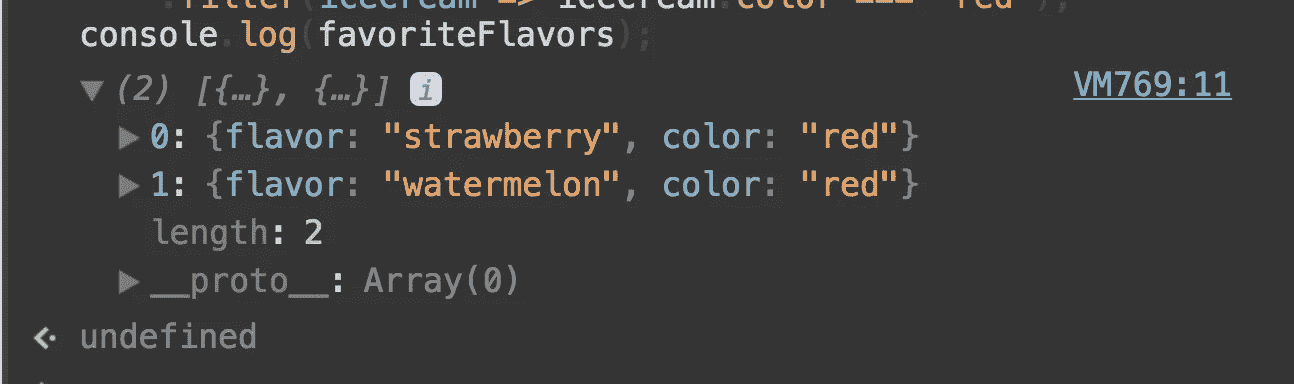 .filter(iceCream => iceCream.color === "red");
console.log(favoriteFlavors);
▼ (2) [{…}, {…}] i VM769:11
▶ 0: {flavor: "strawberry", color: "red"}
▶ 1: {flavor: "watermelon", color: "red"}
length: 2
▶ __proto__: Array(0)
undefined